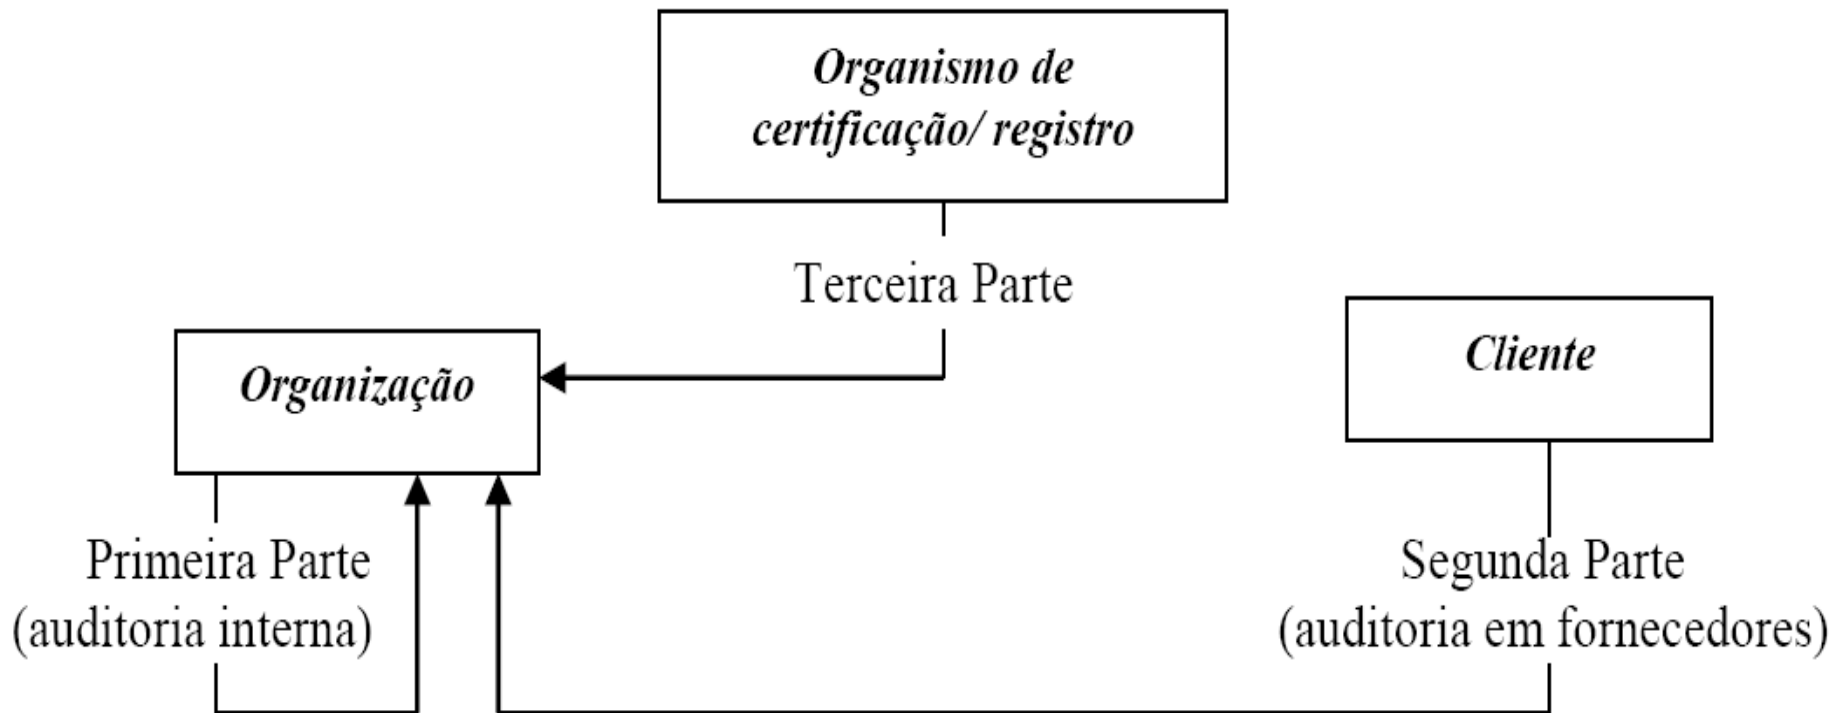 Organismo de
certificação/ registro
Terceira Parte
Cliente
Organização
Primeira Parte
(auditoria interna)
Segunda Parte
(auditoria em fornecedores)